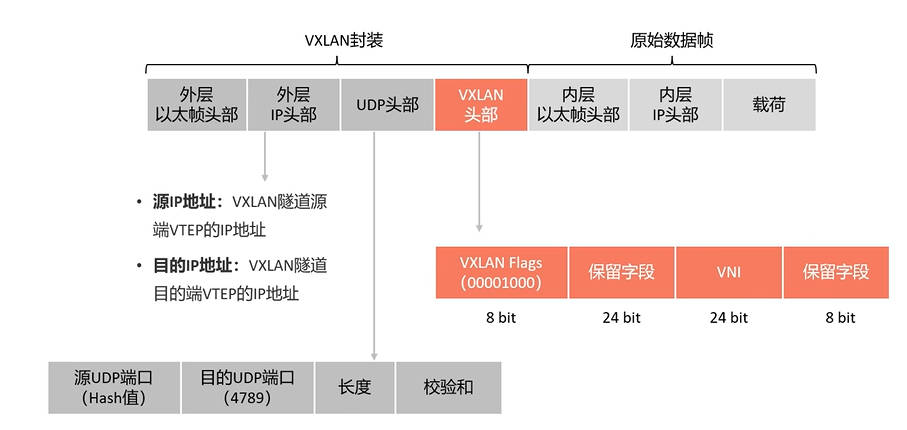 VXLAN封装
原始数据帧
外层
以太帧头部
外层
IP头部
UDP头部
VXLAN
头部
内层
以太帧头部
内层
IP头部
载荷
• 源IP地址：VXLAN隧道源
端VTEP的IP地址
• 目的IP地址：VXLAN隧道
目的端VTEP的IP地址
VXLAN Flags
（00001000）
保留字段
VNI
保留字段
8 bit
24 bit
24 bit
8 bit
源UDP端口
（Hash值）
目的UDP端口
（4789）
长度
校验和